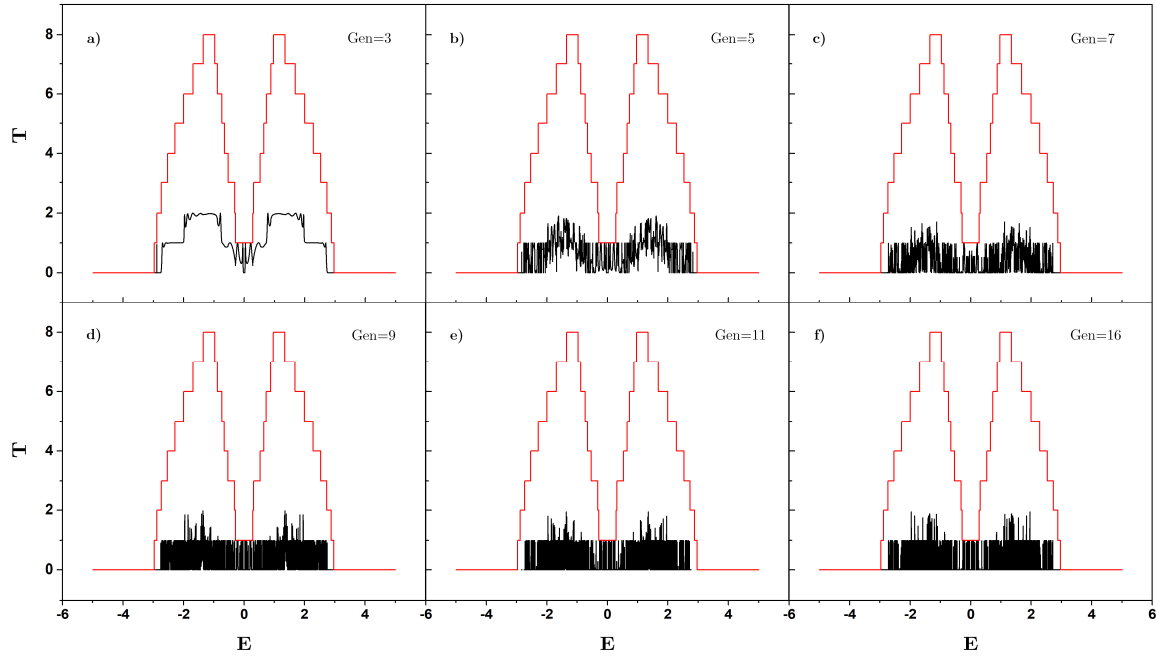 a) Gen=3
b) Gen=5
c) Gen=7
8
6
4
2
0
T
d) Gen=9
e) Gen=11
f) Gen=16
8
6
4
2
0
T
-6 -4 -2 0 2 4 -6 -4 -2 0 2 4 -6 -4 -2 0 2 4 6
E E E